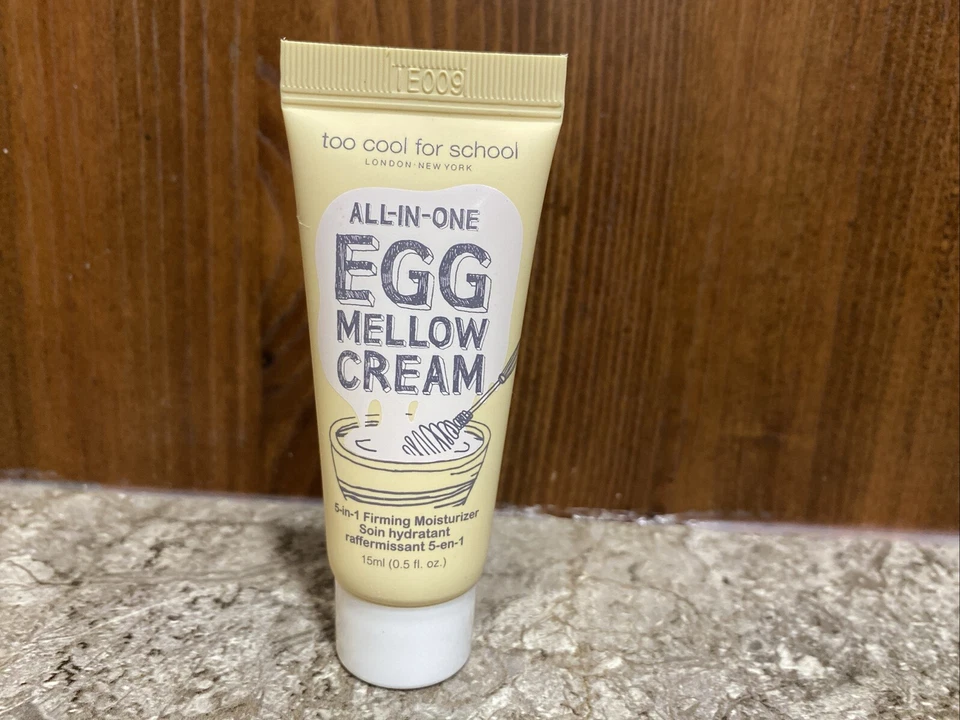 TE009
too cool for school
LONDON·NEW YORK
ALL-IN-ONE
EGG
MELLOW
CREAM
5-in-1 Firming Moisturizer
Soin hydratant
raffermissant 5-en-1
15ml (0.5 fl. oz.)